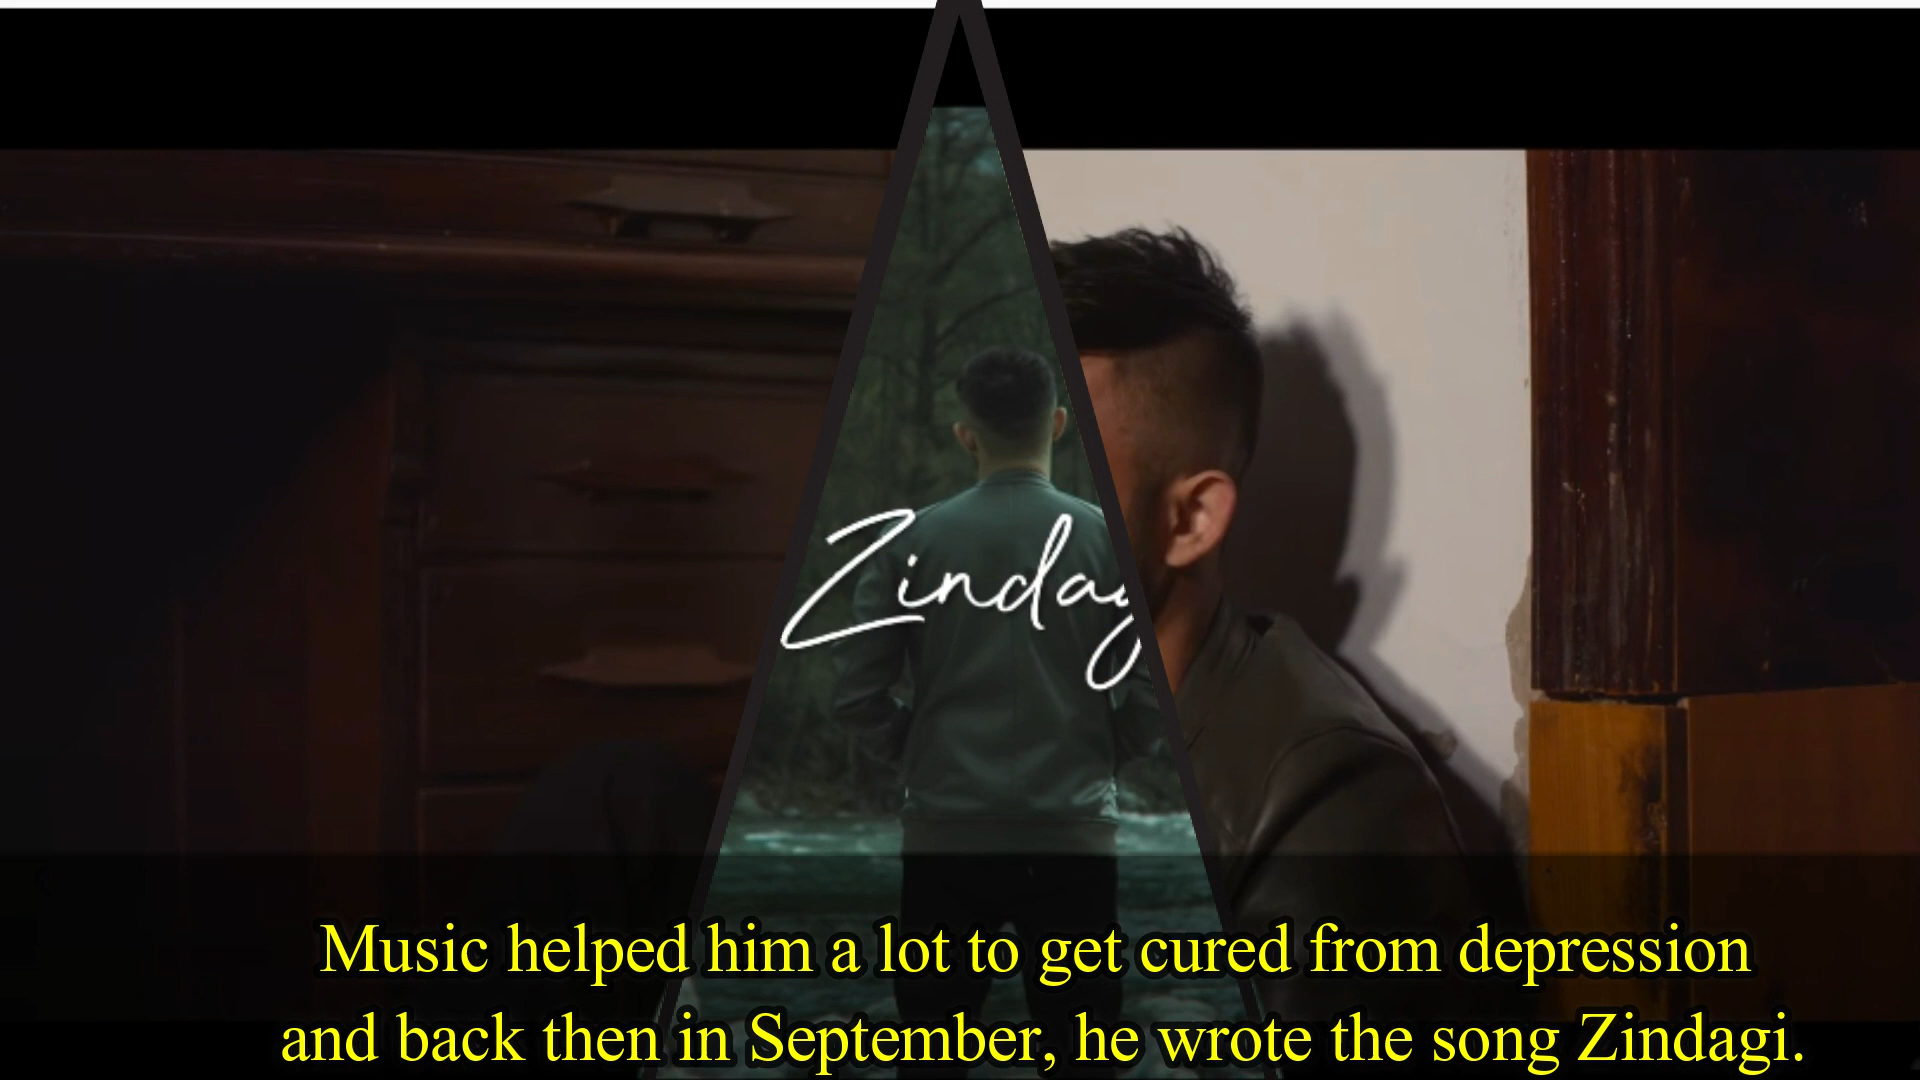 Zindag
Music helped him a lot to get cured from depression
and back then in September, he wrote the song Zindagi.